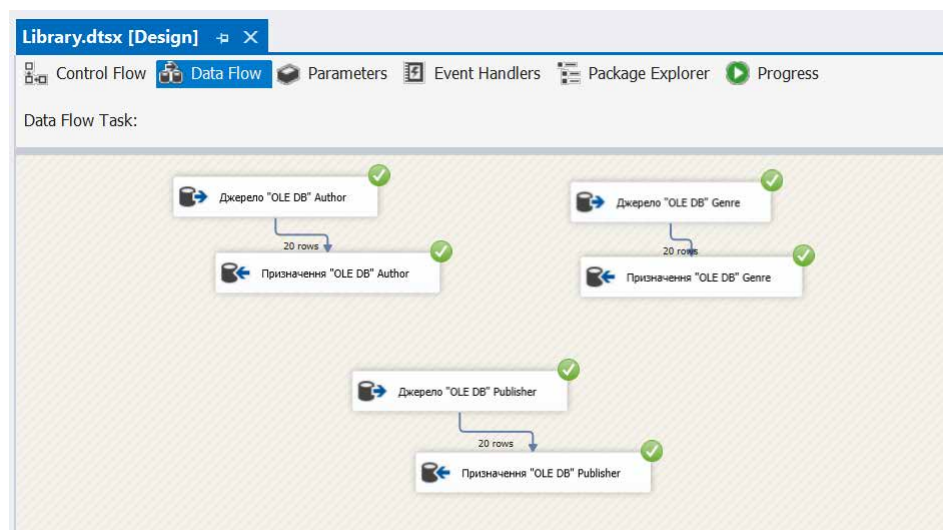 Library.dtsx [Design]
Control Flow Data Flow Parameters Event Handlers Package Explorer Progress
Data Flow Task:
Джерело "OLE DB" Author
20 rows
Призначення "OLE DB" Author
Джерело "OLE DB" Genre
20 rows
Призначення "OLE DB" Genre
Джерело "OLE DB" Publisher
20 rows
Призначення "OLE DB" Publisher